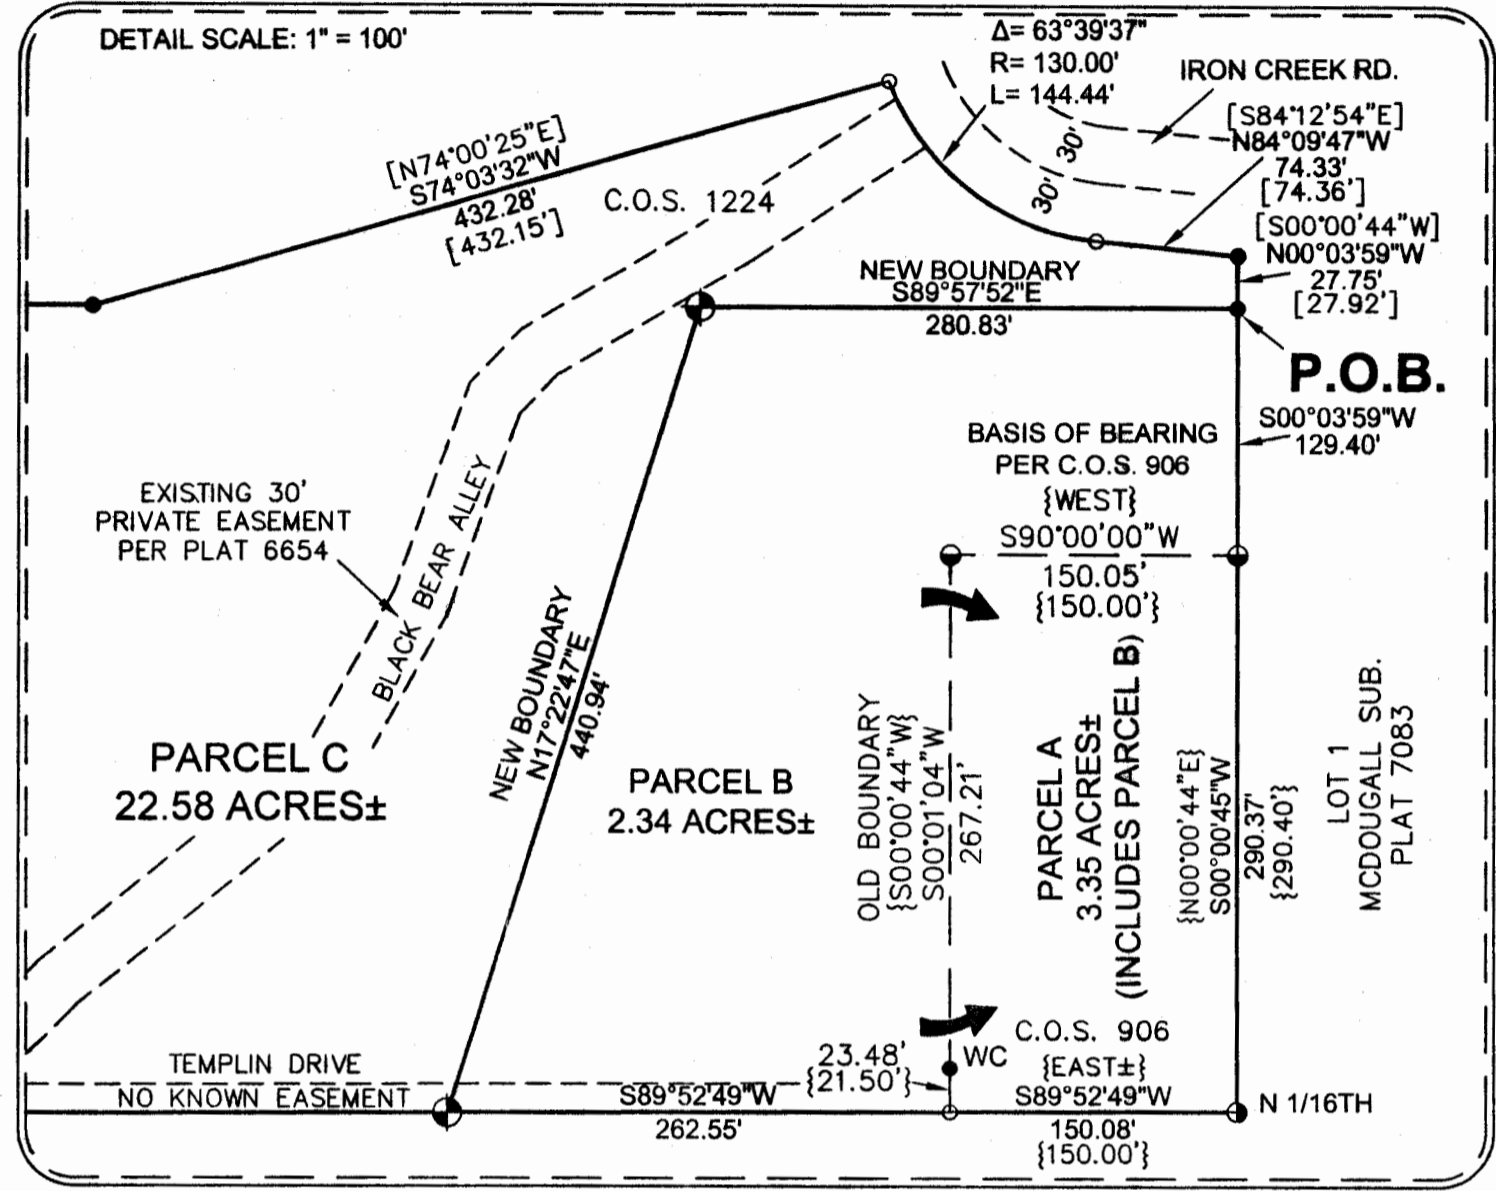 DETAIL SCALE: 1" = 100'
Δ= 63°39'37"
R= 130.00'
L= 144.44'
IRON CREEK RD.
[S84°12'54"E]
N84°09'47"W
74.33'
[74.36']
[S00°00'44"W]
N00°03'59"W
27.75'
[27.92']
30'
30'
[N74°00'25"E]
S74°03'32"W
432.28'
[432.15']
C.O.S. 1224
NEW BOUNDARY
S89°57'52"E
280.83'
P.O.B.
S00°03'59"W
129.40'
BASIS OF BEARING
PER C.O.S. 906
{WEST}
S90°00'00"W
150.05'
{150.00'}
EXISTING 30'
PRIVATE EASEMENT
PER PLAT 6654
BLACK BEAR ALLEY
NEW BOUNDARY
N17°22'47"E
440.94'
PARCEL C
22.58 ACRES±
PARCEL B
2.34 ACRES±
OLD BOUNDARY
{S00°00'44"W}
S00°01'04"W
267.21'
PARCEL A
3.35 ACRES±
(INCLUDES PARCEL B)
{N00°00'44"E}
S00°00'45"W
290.37'
{290.40'}
LOT 1
MCDOUGALL SUB.
PLAT 7083
C.O.S. 906
{EAST±}
S89°52'49"W
150.08'
{150.00'}
WC
23.48'
{21.50'}
N 1/16TH
TEMPLIN DRIVE
NO KNOWN EASEMENT
S89°52'49"W
262.55'